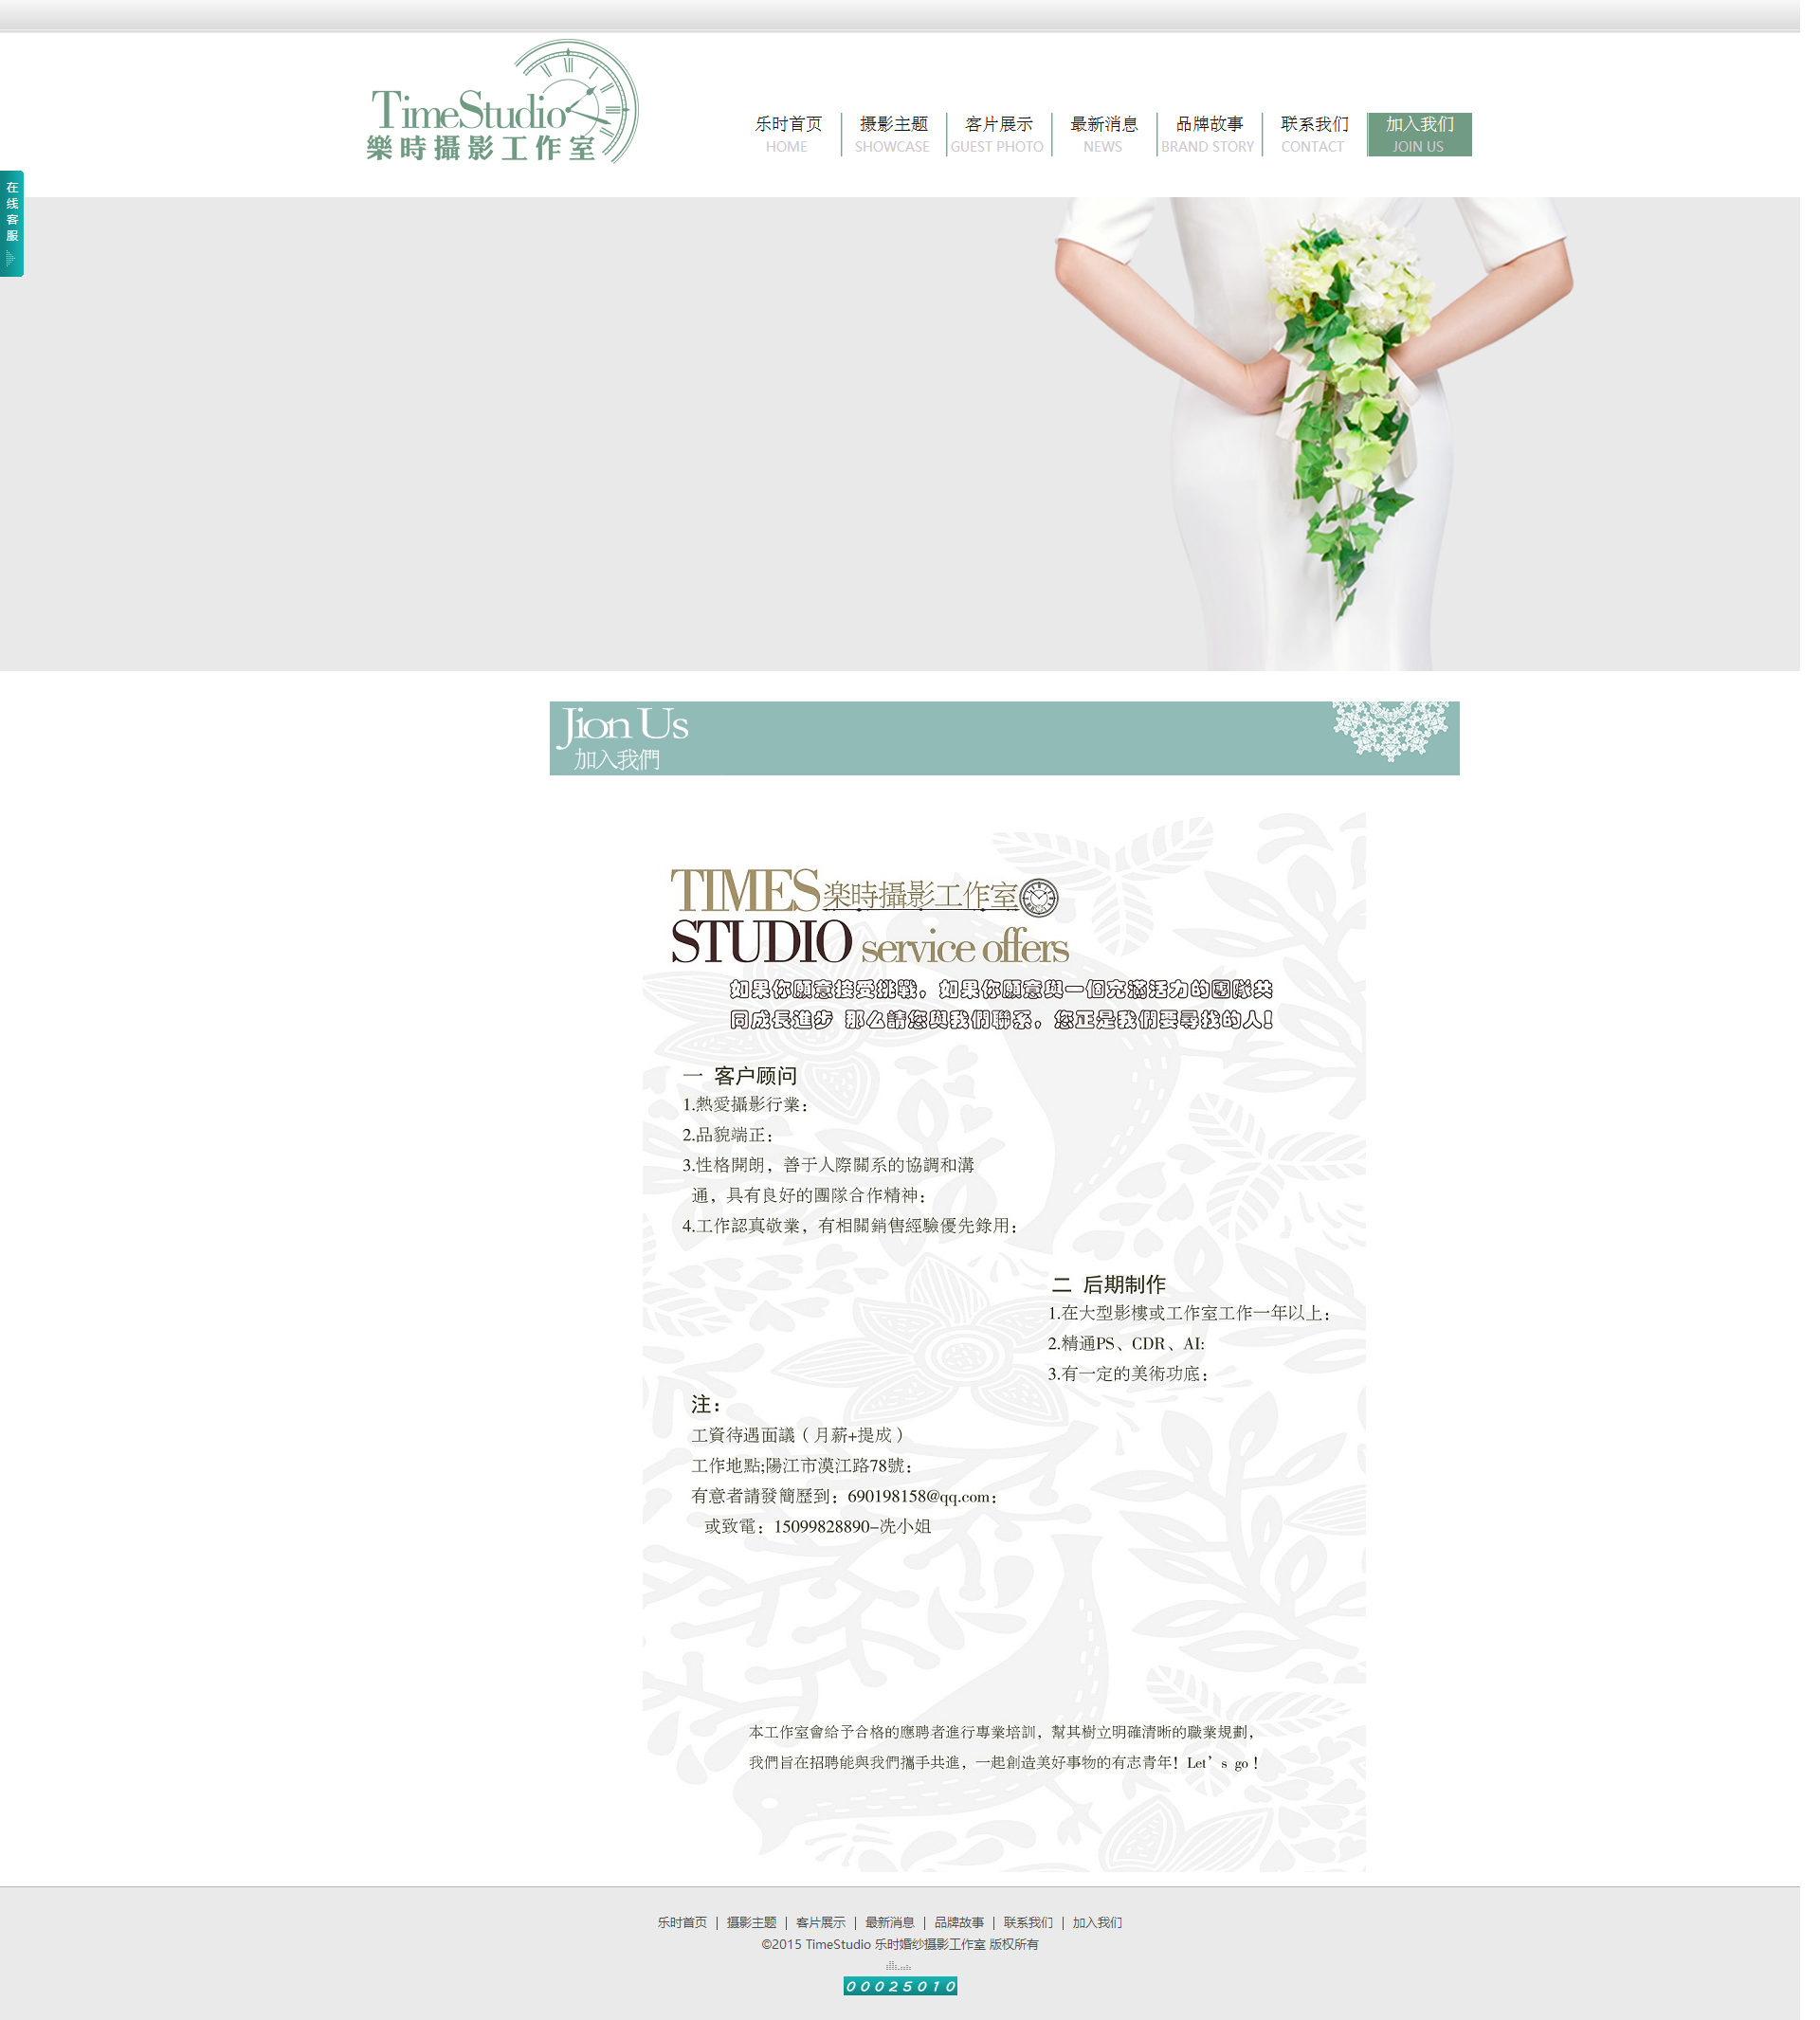 TimeStudio
樂時攝影工作室
乐时首页
HOME
摄影主题
SHOWCASE
客片展示
GUEST PHOTO
最新消息
NEWS
品牌故事
BRAND STORY
联系我们
CONTACT
加入我们
JOIN US
在线客服
Jion Us
加入我們
TIMES楽時攝影工作室
STUDIO service offers
如果你願意接受挑戰，如果你願意與一個充滿活力的團隊共
同成長進步 那么請您與我們聯系，您正是我們要尋找的人！
一 客户顾问
1.熱愛攝影行業；
2.品貌端正；
3.性格開朗，善于人際關系的協調和溝
通，具有良好的團隊合作精神；
4.工作認真敬業，有相關銷售經驗優先錄用；
二 后期制作
1.在大型影樓或工作室工作一年以上；
2.精通PS、CDR、AI;
3.有一定的美術功底；
注：
工資待遇面議（月薪+提成）
工作地點;陽江市漠江路78號；
有意者請發簡歷到：690198158@qq.com；
或致電：15099828890–冼小姐
本工作室會給予合格的應聘者進行專業培訓，幫其樹立明確清晰的職業規劃，
我們旨在招聘能與我們攜手共進，一起創造美好事物的有志青年！Let’s go！
乐时首页 | 摄影主题 | 客片展示 | 最新消息 | 品牌故事 | 联系我们 | 加入我们
©2015 TimeStudio 乐时婚纱摄影工作室 版权所有
00025010